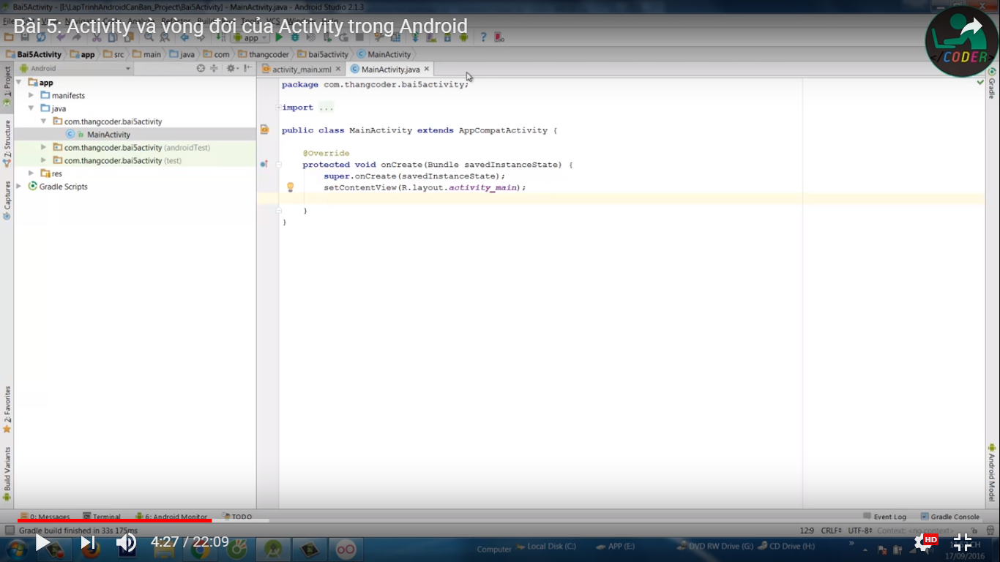 Bai5Activity - [I:\LapTrinhAndroidCanBan_Project\Bai5Activity] - MainActivity.java - Android Studio 2.1.3
Bài 5: Activity và vòng đời của Activity trong Android
app
</CODER>
Bai5Activity app src main java com thangcoder bai5activity MainActivity
Android
activity_main.xml MainActivity.java
1: Project
Z: Structure
Captures
2: Favorites
Build Variants
app
manifests
java
com.thangcoder.bai5activity
MainActivity
com.thangcoder.bai5activity (androidTest)
com.thangcoder.bai5activity (test)
res
Gradle Scripts
package com.thangcoder.bai5activity;
import ...
public class MainActivity extends AppCompatActivity {
@Override
protected void onCreate(Bundle savedInstanceState) {
super.onCreate(savedInstanceState);
setContentView(R.layout.activity_main);
}
}
Gradle
Android Model
0: Messages Terminal 6: Android Monitor TODO Event Log Gradle Console
Gradle build finished in 33s 175ms 12:9 CRLF UTF-8 Context: <no context>
4:27 / 22:09
Computer Local Disk (C:) APP (E:) DVD RW Drive (G:) CD Drive (H:)
HD
17/09/2016